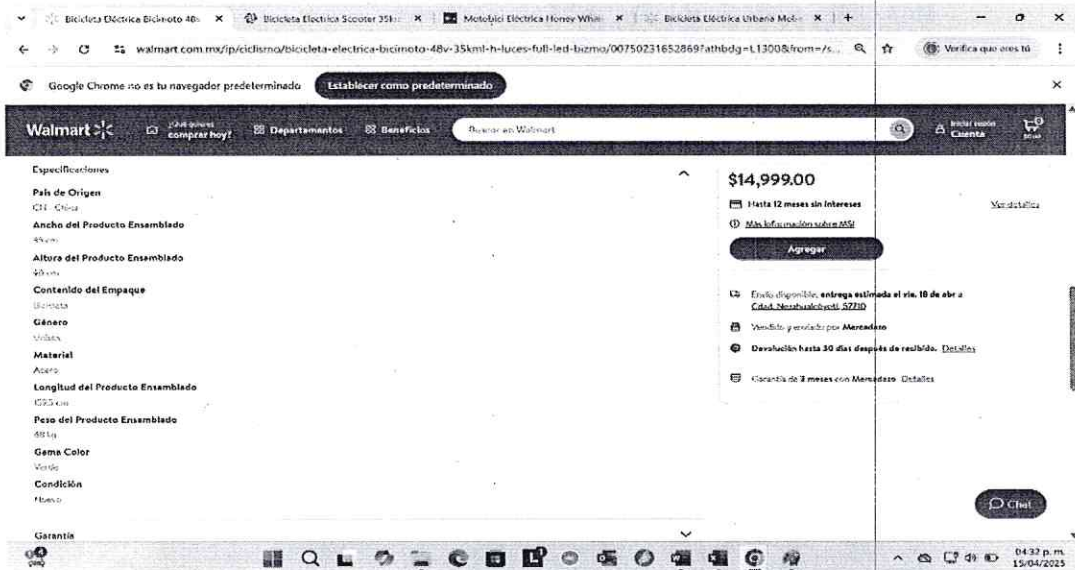 Bicicleta Eléctrica Bicimoto 48v
Bicicleta Electrica Scooter 35k
Motobici Eléctrica Honey Whal
Bicicleta Eléctrica Urbana Mob
walmart.com.mx/ip/ciclismo/bicicleta-electrica-bicimoto-48v-35kml-h-luces-full-led-bizmo/00750231652869?athbdg=L1300&from=/s...
Verifica que eres tú
Google Chrome no es tu navegador predeterminado
Establecer como predeterminado
Walmart
¿Qué quieres
comprar hoy?
Departamentos
Beneficios
Buscar en Walmart
Iniciar sesión
Cuenta
0
$0.00
Especificaciones
País de Origen
CN - China
Ancho del Producto Ensamblado
Altura del Producto Ensamblado
Contenido del Empaque
Bicicleta
Género
Unisex
Material
Acero
Longitud del Producto Ensamblado
Peso del Producto Ensamblado
48 kg
Gama Color
Verde
Condición
Nuevo
Garantía
$14,999.00
Hasta 12 meses sin intereses
Ver detalles
Más información sobre MSI
Agregar
Envío disponible, entrega estimada el vie, 18 de abr a
Cdad. Nezahualcóyotl, 57710
Vendido y enviado por Mercadazo
Devolución hasta 30 días después de recibido. Detalles
Garantía de 3 meses con Mercadazo Detalles
Chat
04:32 p. m.
15/04/2025